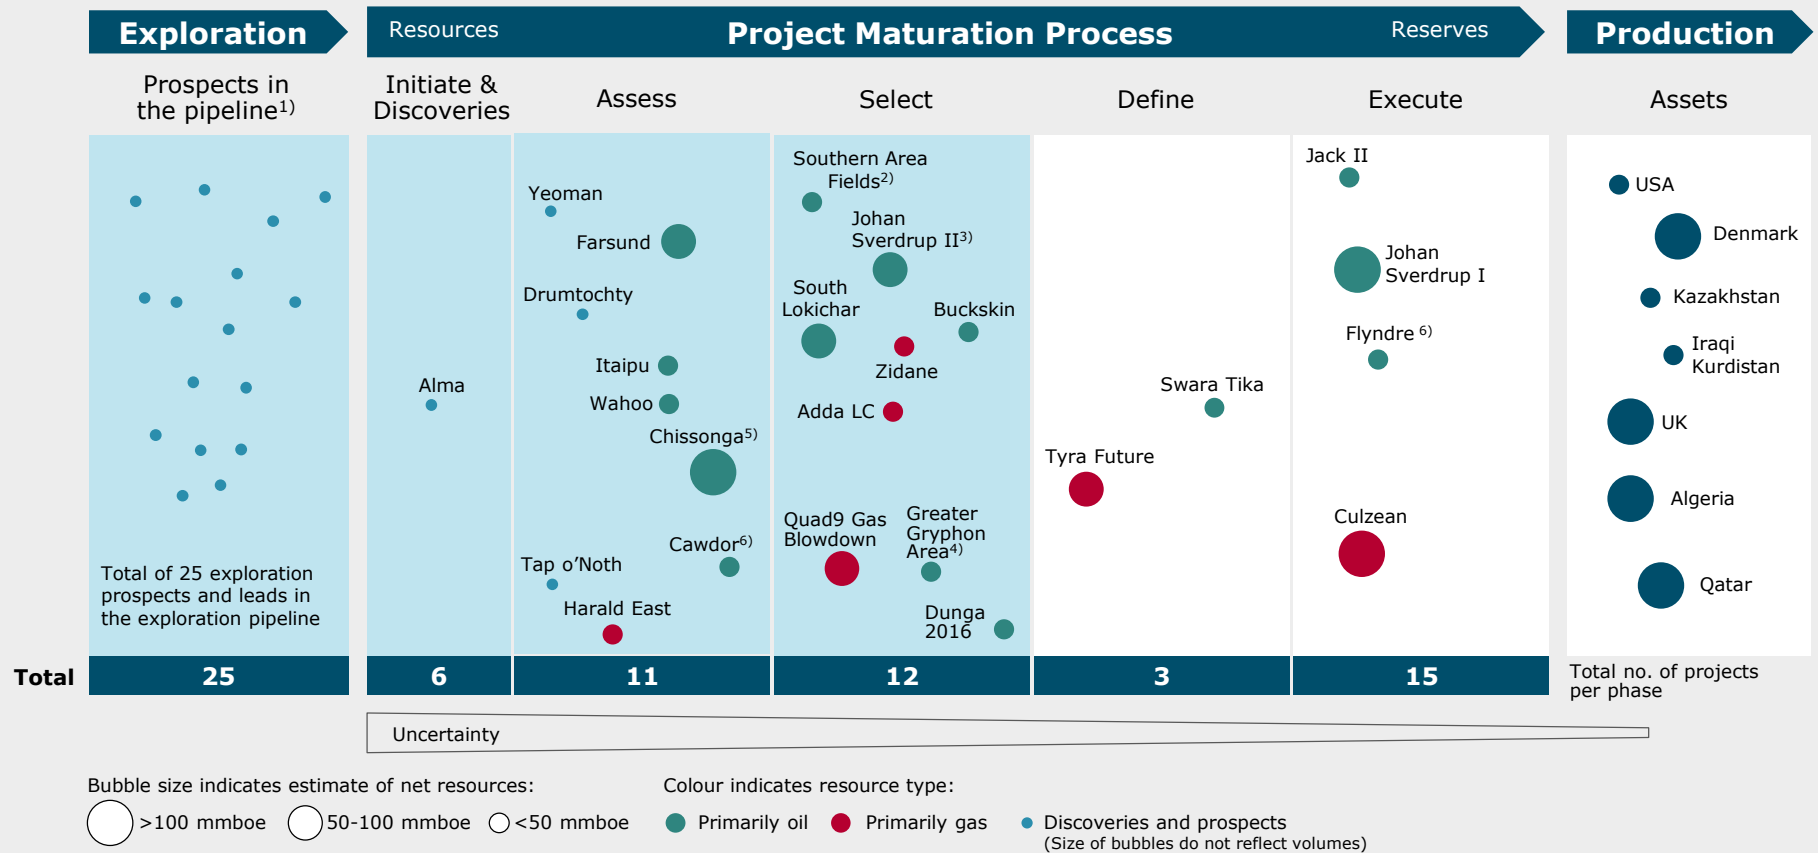 Exploration
Resources
Project Maturation Process
Reserves
Production
Prospects in
the pipeline1)
Initiate &
Discoveries
Assess
Select
Define
Execute
Assets
Total of 25 exploration
prospects and leads in
the exploration pipeline
Alma
Yeoman
Farsund
Drumtochty
Itaipu
Wahoo
Chissonga5)
Cawdor6)
Tap o’Noth
Harald East
Southern Area
Fields2)
Johan
Sverdrup II3)
South
Lokichar
Buckskin
Zidane
Adda LC
Quad9 Gas
Blowdown
Greater
Gryphon
Area4)
Dunga
2016
Swara Tika
Tyra Future
Jack II
Johan
Sverdrup I
Flyndre 6)
Culzean
USA
Denmark
Kazakhstan
Iraqi
Kurdistan
UK
Algeria
Qatar
Total
25
6
11
12
3
15
Total no. of projects
per phase
Uncertainty
Bubble size indicates estimate of net resources:
>100 mmboe
50-100 mmboe
<50 mmboe
Colour indicates resource type:
Primarily oil
Primarily gas
Discoveries and prospects
(Size of bubbles do not reflect volumes)